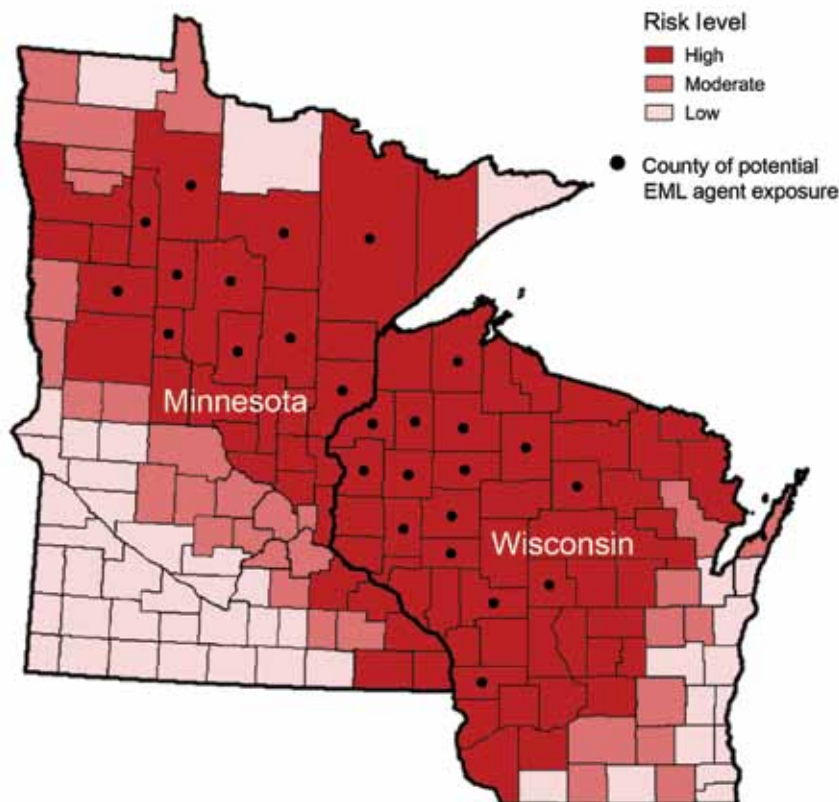 Risk level
High
Moderate
Low
County of potential
EML agent exposure
Minnesota
Wisconsin